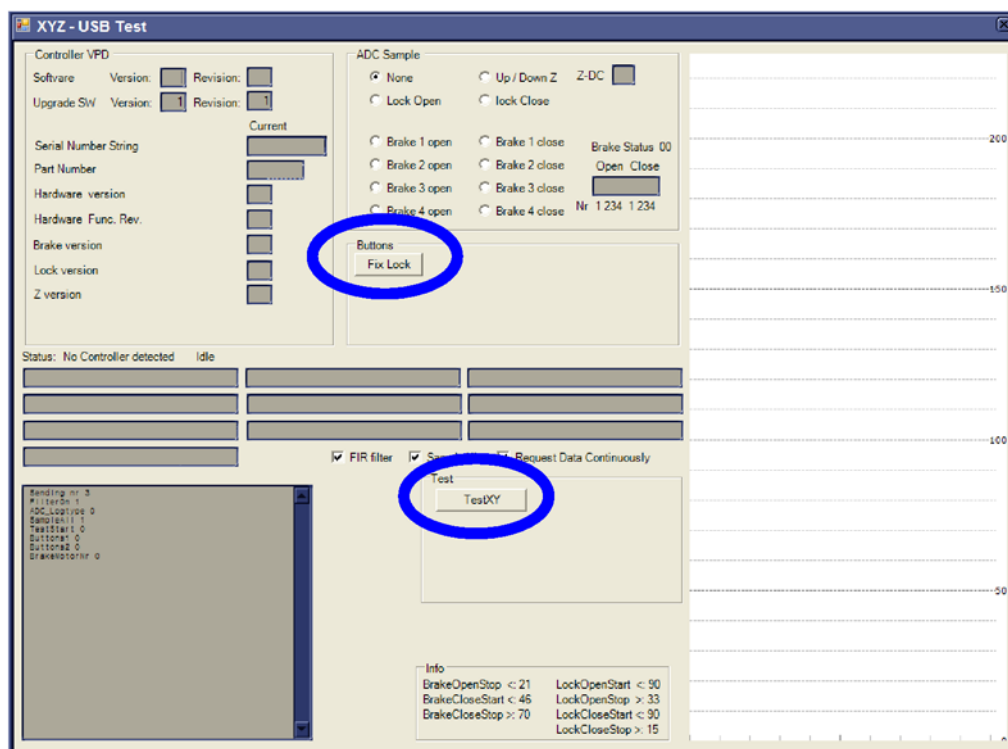 XYZ - USB Test
Controller VPD
Software Version: Revision:
Upgrade SW Version: 1 Revision: 1
Current
Serial Number String
Part Number
Hardware version
Hardware Func. Rev.
Brake version
Lock version
Z version
ADC Sample
None Up / Down Z Z-DC
Lock Open lock Close
Brake 1 open Brake 1 close Brake Status 00
Brake 2 open Brake 2 close Open Close
Brake 3 open Brake 3 close
Brake 4 open Brake 4 close Nr 1 234 1 234
Buttons
Fix Lock
Status: No Controller detected Idle
FIR filter Request Data Continuously
Test
TestXY
Sending nr 3
FilterOn 1
ADC_Logtype 0
SampleAll 1
TestStart 0
Buttons1 0
Buttons2 0
BrakeMotorNr 0
Info
BrakeOpenStop <: 21 LockOpenStart <: 90
BrakeCloseStart <: 46 LockOpenStop >: 33
BrakeCloseStop >: 70 LockCloseStart <: 90
LockCloseStop >: 15
200
150
100
50
0